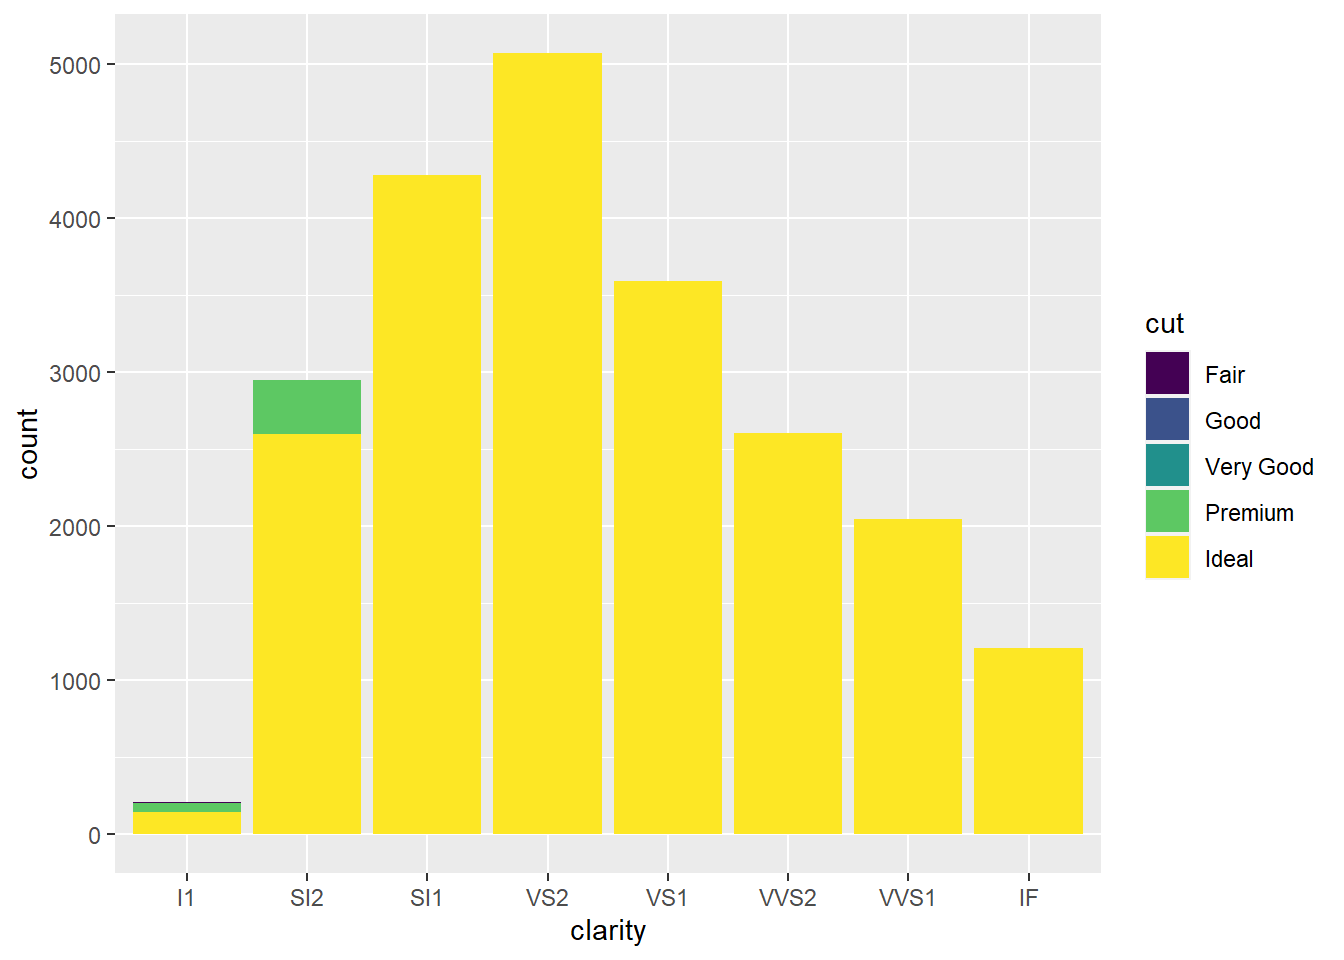 5000
4000
3000
2000
1000
0
count
I1 SI2 SI1 VS2 VS1 VVS2 VVS1 IF
clarity
cut
Fair
Good
Very Good
Premium
Ideal